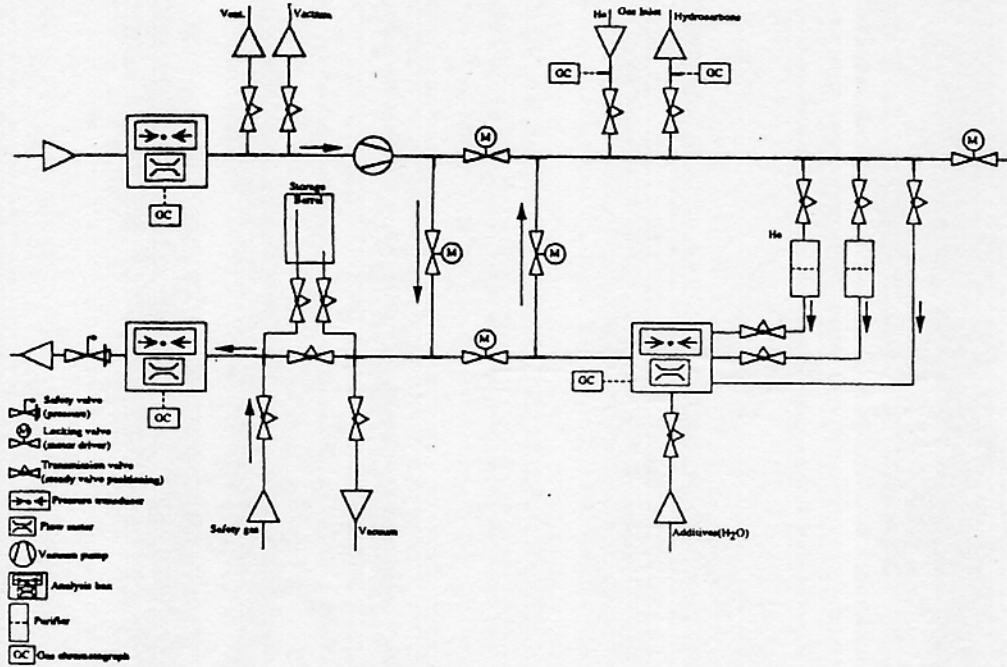 Vent. Vacuum
He Gas Inlet Hydrocarbons
GC GC
M M
GC
Storage
Barrel
M M
He
M
GC
GC
Safety valve
(pressure)
M Locking valve
(motor driver)
Transmission valve
(steady valve positioning)
Pressure transducer
Flow meter
Vacuum pump
Analysis box
Purifier
GC Gas chromatograph
Safety gas Vacuum Additives(H₂O)